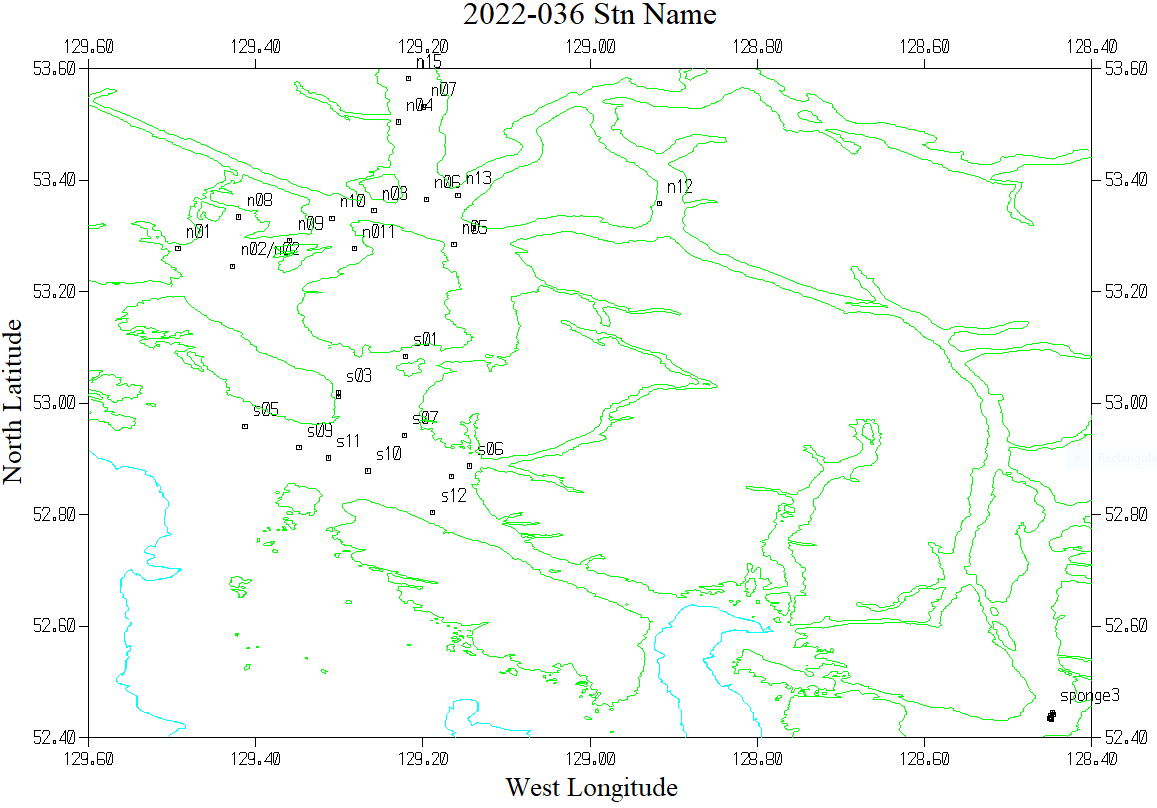 2022-036 Stn Name
129.60 129.40 129.20 129.00 128.80 128.60 128.40
53.60 53.60
n15
n07
n04
53.40 53.40
n06 n13
n12
n03
n08 n10
n09
n01 n011 n05
n02/n02
53.20 53.20
s01
s03
53.00 53.00
s05 s07
s09
s11
s10 s06
s12
52.80 52.80
52.60 52.60
sponge3
52.40 52.40
129.60 129.40 129.20 129.00 128.80 128.60 128.40
West Longitude
North Latitude